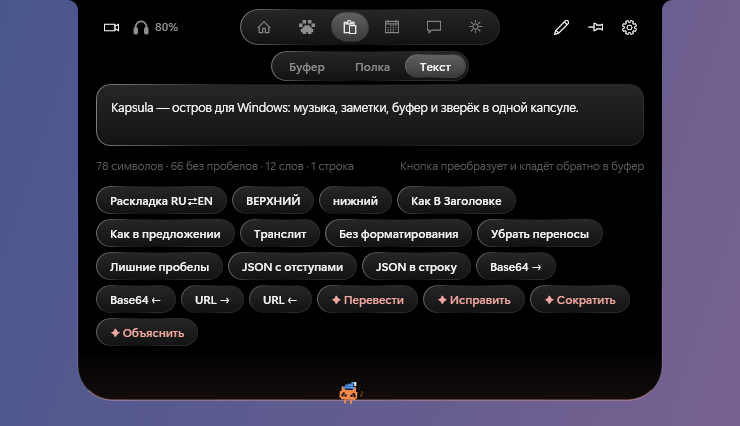 80%
Буфер Полка Текст
Kapsula — остров для Windows: музыка, заметки, буфер и зверёк в одной капсуле.
78 символов · 66 без пробелов · 12 слов · 1 строка Кнопка преобразует и кладёт обратно в буфер
Раскладка RU⇄EN ВЕРХНИЙ нижний Как В Заголовке
Как в предложении Транслит Без форматирования Убрать переносы
Лишние пробелы JSON с отступами JSON в строку Base64 →
Base64 ← URL → URL ← ✦ Перевести ✦ Исправить ✦ Сократить
✦ Объяснить